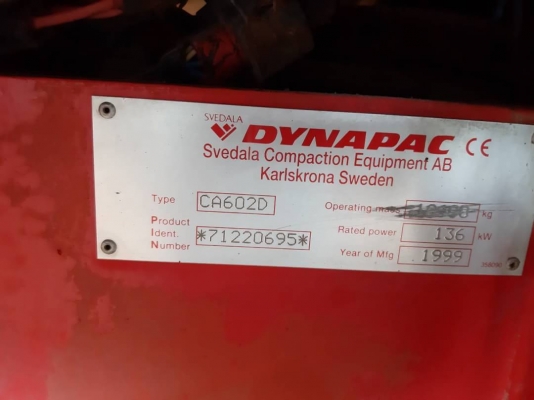 SVEDALA
DYNAPAC CE
Svedala Compaction Equipment AB
Karlskrona Sweden
Type CA602D
Operating kg
Product Ident. Number *71220695*
Rated power 136 kW
Year of Mfg 1999